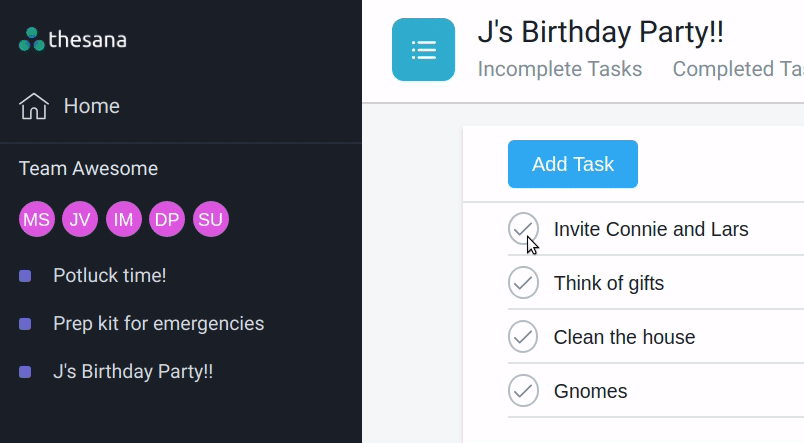 thesana
Home
Team Awesome
MS JV IM DP SU
Potluck time!
Prep kit for emergencies
J's Birthday Party!!
J's Birthday Party!!
Incomplete Tasks Completed Ta
Add Task
Invite Connie and Lars
Think of gifts
Clean the house
Gnomes